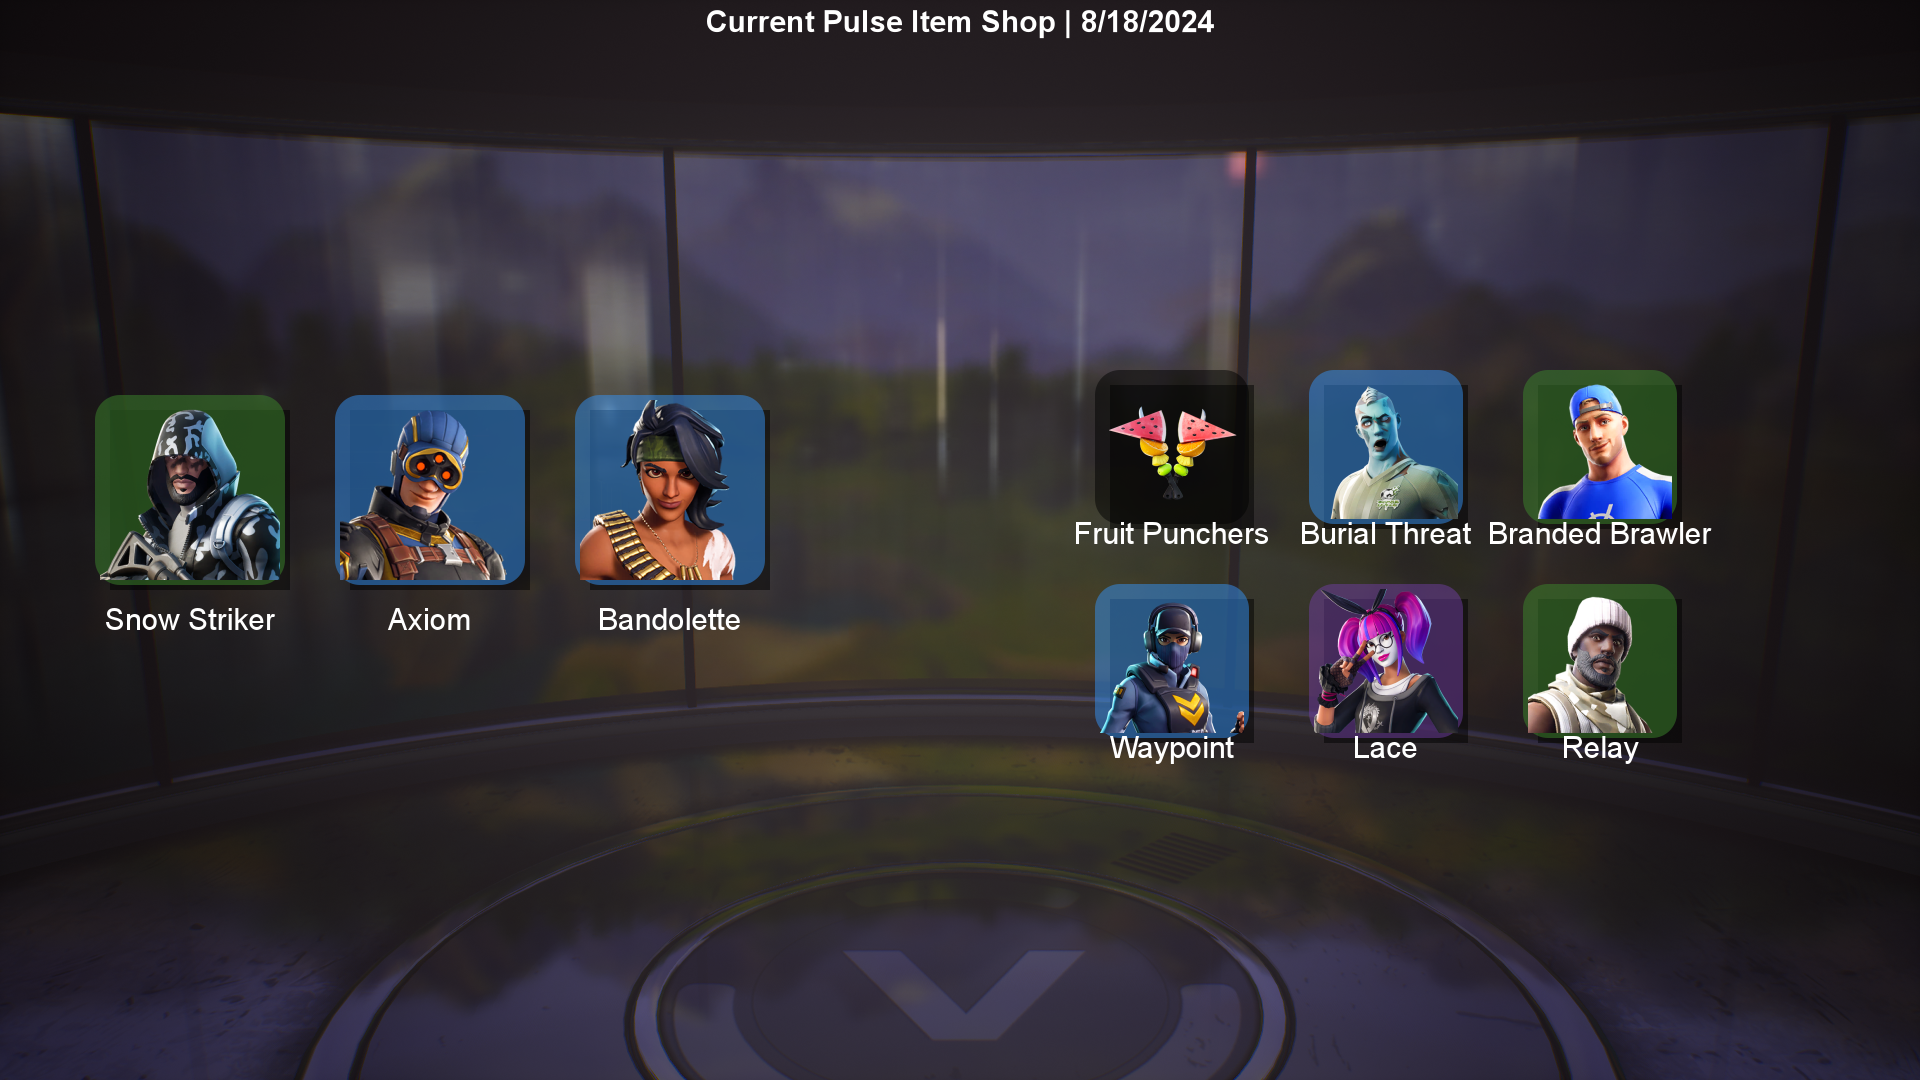 Current Pulse Item Shop | 8/18/2024
Snow Striker
Axiom
Bandolette
Fruit Punchers
Burial Threat
Branded Brawler
Waypoint
Lace
Relay